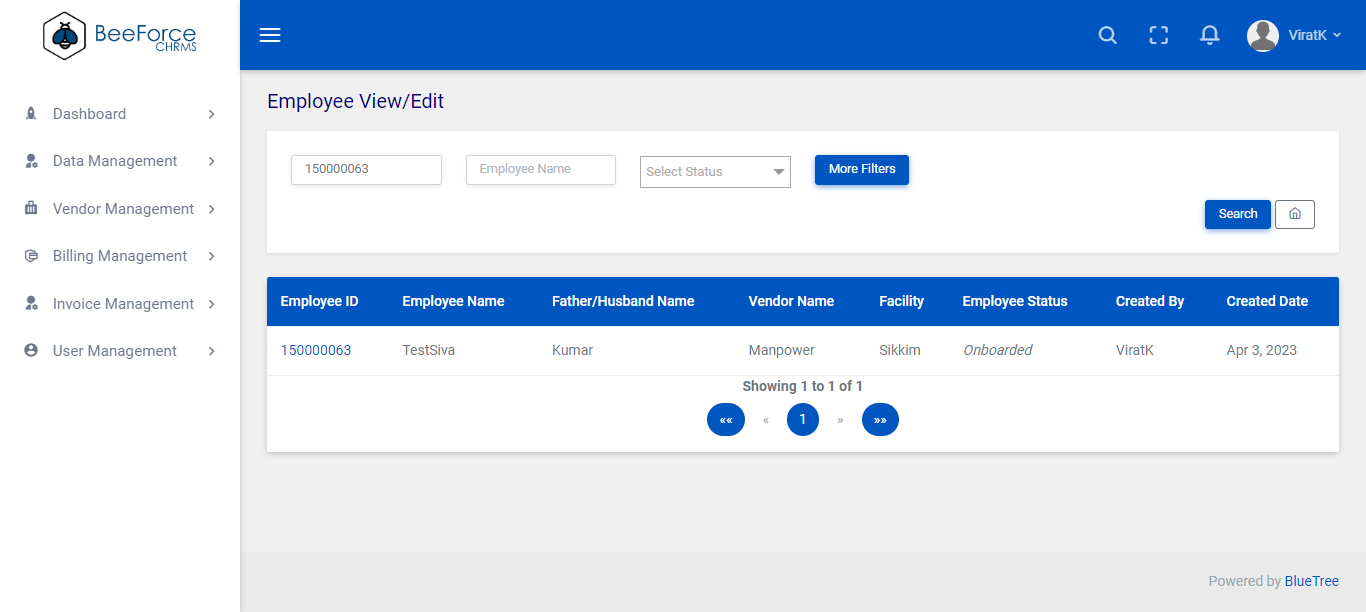 BeeForce
CHRMS
ViratK
Dashboard
Data Management
Vendor Management
Billing Management
Invoice Management
User Management
Employee View/Edit
150000063 Employee Name Select Status More Filters
Search
Employee ID Employee Name Father/Husband Name Vendor Name Facility Employee Status Created By Created Date
150000063 TestSiva Kumar Manpower Sikkim Onboarded ViratK Apr 3, 2023
Showing 1 to 1 of 1
«« « 1 » »»
Powered by BlueTree